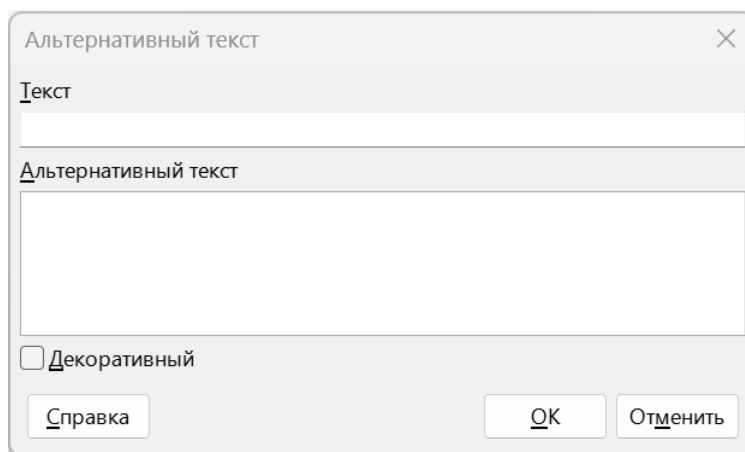 Альтернативный текст
Текст
Альтернативный текст
Декоративный
Справка
OK
Отменить